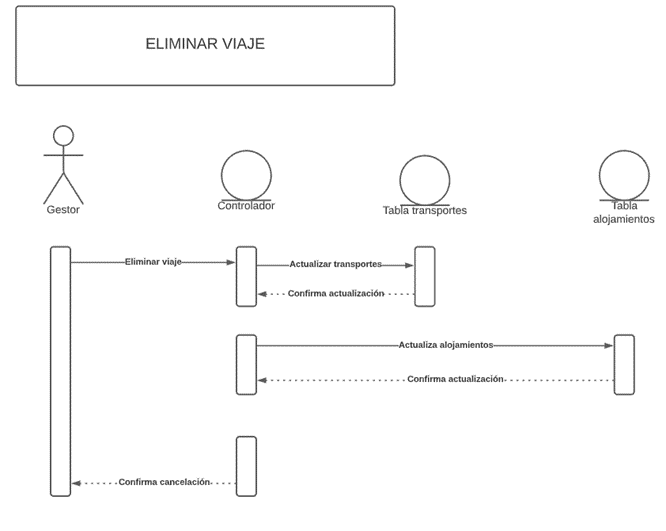 ELIMINAR VIAJE
Gestor
Controlador
Tabla transportes
Tabla
alojamientos
Eliminar viaje
Actualizar transportes
Confirma actualización
Actualiza alojamientos
Confirma actualización
Confirma cancelación